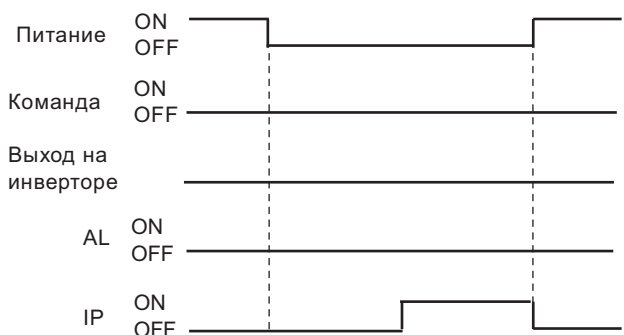 Питание ON
OFF
Команда ON
OFF
Выход на
инверторе
AL ON
OFF
IP ON
OFF